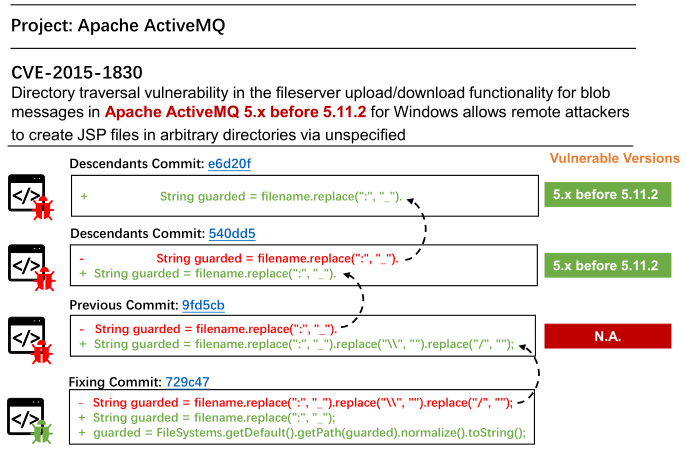 Project: Apache ActiveMQ
CVE-2015-1830
Directory traversal vulnerability in the fileserver upload/download functionality for blob
messages in Apache ActiveMQ 5.x before 5.11.2 for Windows allows remote attackers
to create JSP files in arbitrary directories via unspecified
Vulnerable Versions
Descendants Commit: e6d20f
</>
+ String guarded = filename.replace(":", "_").
5.x before 5.11.2
Descendants Commit: 540dd5
</>
- String guarded = filename.replace(":", "_").
+ String guarded = filename.replace(":", "_").
5.x before 5.11.2
Previous Commit: 9fd5cb
</>
- String guarded = filename.replace(":", "_").
+ String guarded = filename.replace(":", "_").replace("\\", "").replace("/", "");
N.A.
Fixing Commit: 729c47
</>
- String guarded = filename.replace(":", "_").replace("\\", "").replace("/", "");
+ String guarded = filename.replace(":", "_");
+ guarded = FileSystems.getDefault().getPath(guarded).normalize().toString();